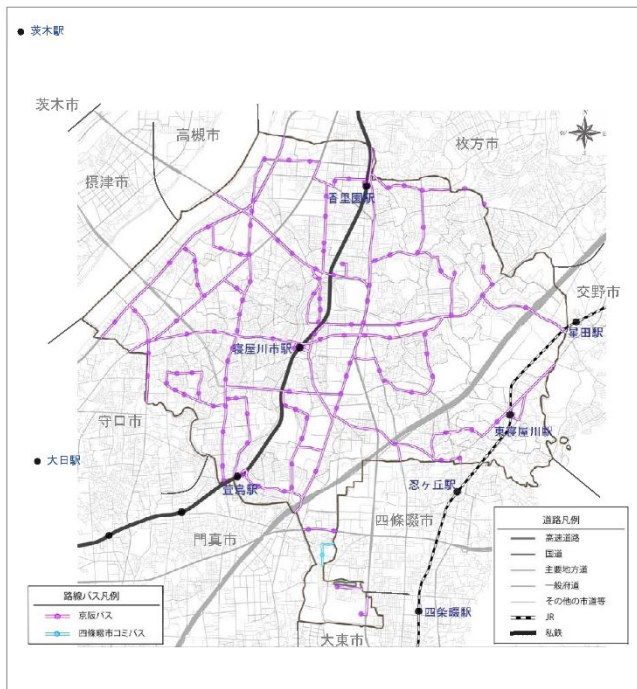 茨木駅
茨木市
高槻市
枚方市
摂津市
香里園駅
交野市
星田駅
寝屋川市駅
守口市
東寝屋川駅
大日駅
萱島駅
忍ヶ丘駅
門真市
四條畷市
四条畷駅
大東市
路線バス凡例
京阪バス
四條畷市コミバス
道路凡例
高速道路
国道
主要地方道
一般府道
その他の市道等
JR
私鉄